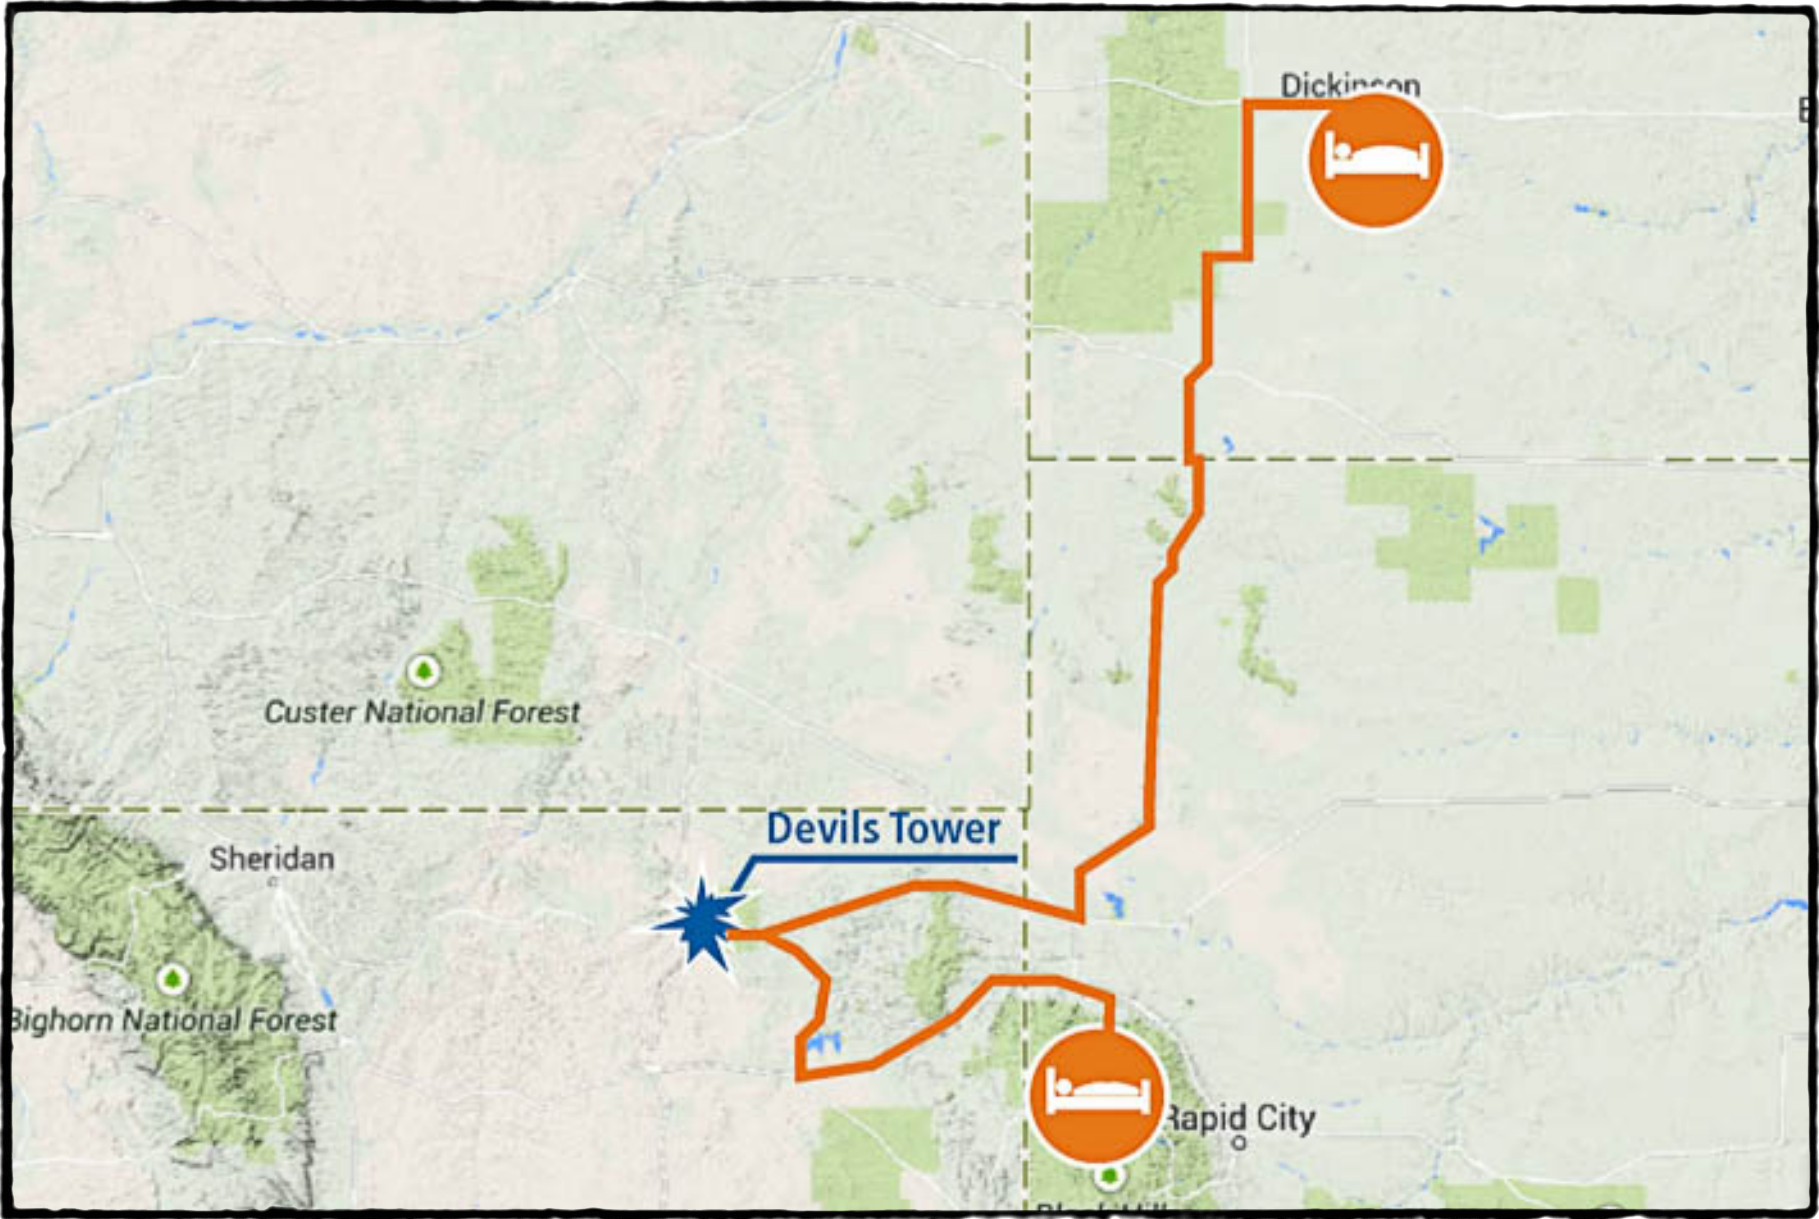 Dickinson
Custer National Forest
Devils Tower
Sheridan
Bighorn National Forest
Rapid City